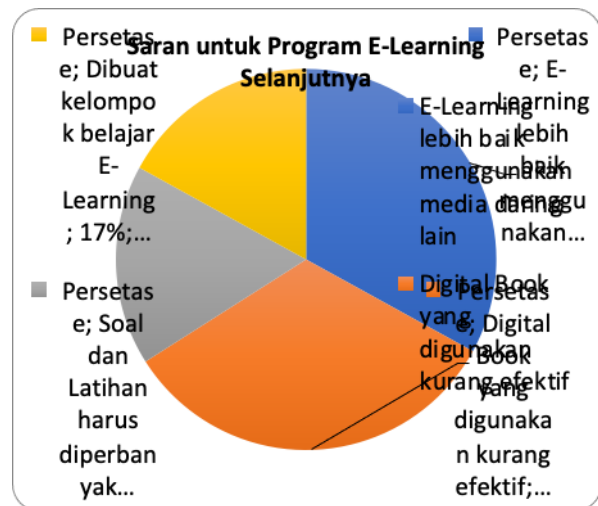 Saran untuk Program E-Learning
Selanjutnya
Persetas
e; Dibuat
kelompo
k belajar
E-
Learning
; 17%;...
Persetas
e; E-
Learning
lebih
baik
menggu
nakan...
E-Learning
lebih baik
menggunakan
media daring
lain
Persetas
e; Soal
dan
Latihan
harus
diperban
yak...
Digital Book
yang
digunakan
kurang efektif
Persetas
e; Digital
Book
yang
digunaka
n kurang
efektif;...